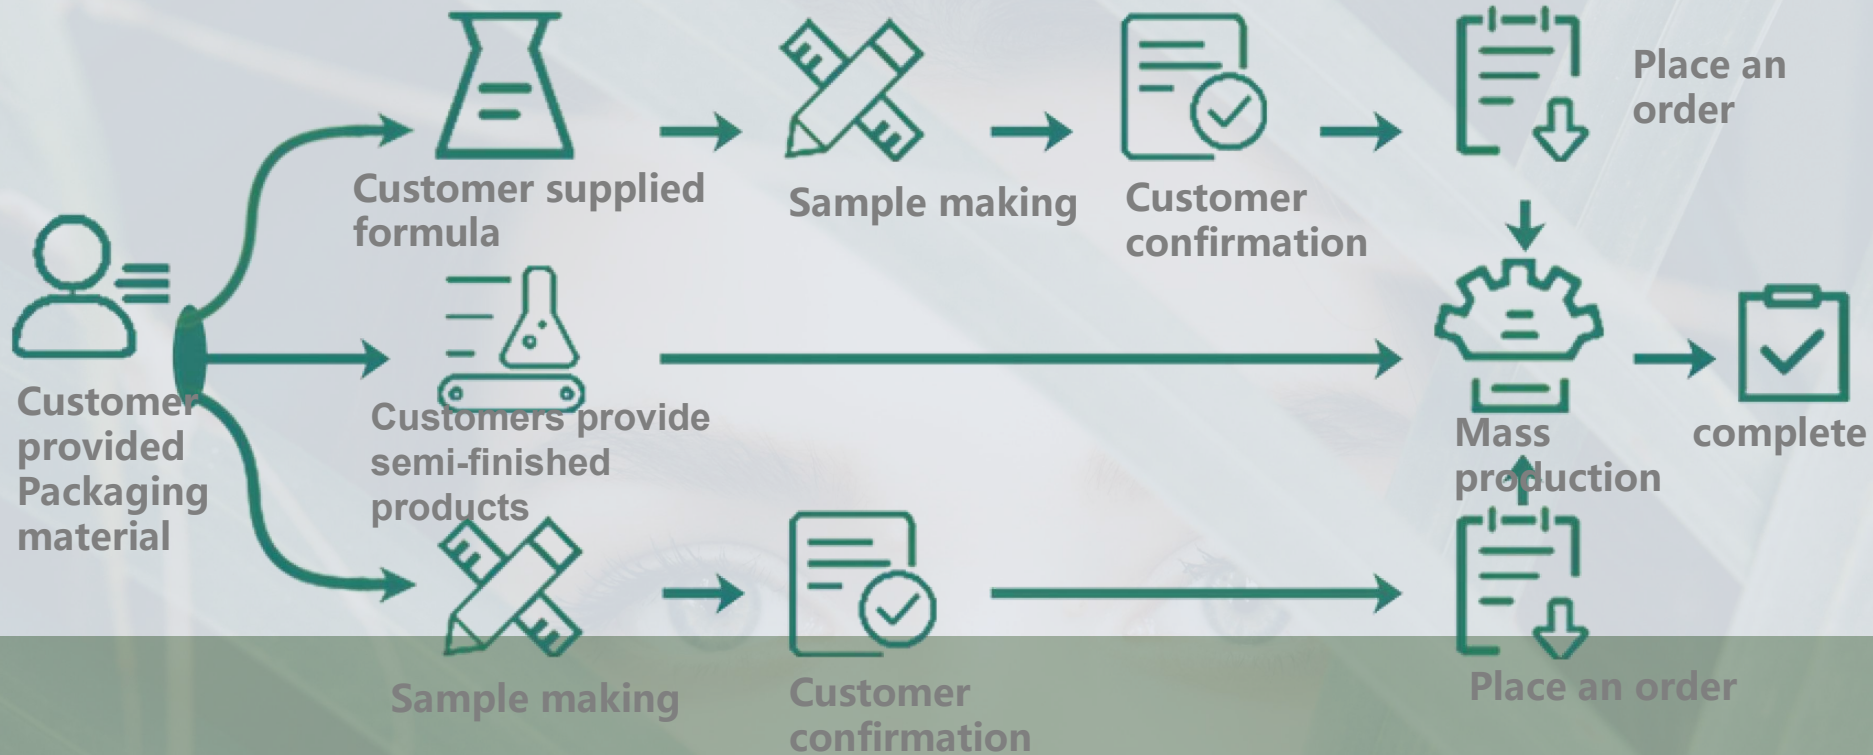 Place an
order
Customer supplied
formula
Sample making
Customer
confirmation
Customer
provided
Packaging
material
Customers provide
semi-finished
products
Mass
production
complete
Sample making
Customer
confirmation
Place an order